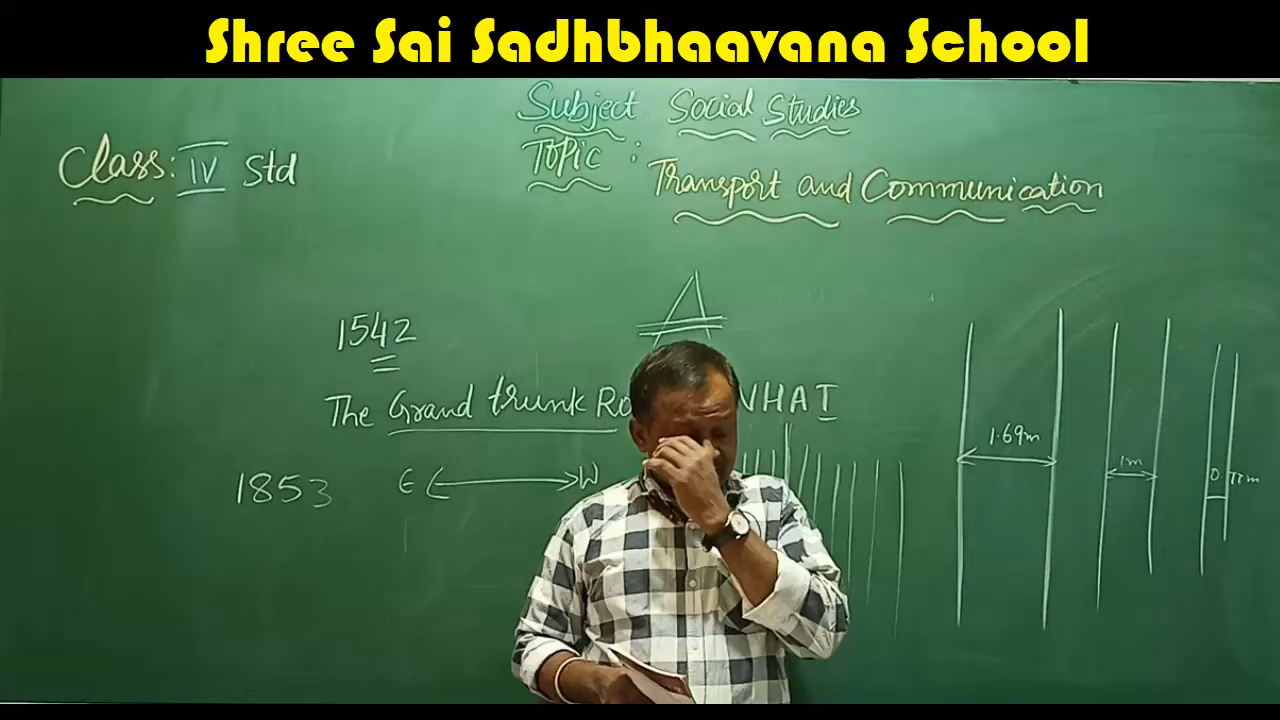 Shree Sai Sadhbhaavana School
Subject Social Studies
Class: IV Std
Topic :
Transport and Communication
1542
The Grand trunk Ro NHAI
1853
E W
1.69m
1m